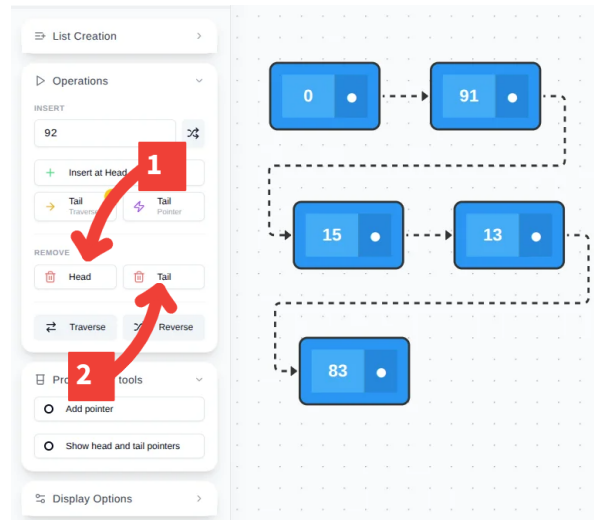 List Creation
Operations
INSERT
92
Insert at Head
1
Tail
Tail
Pointer
REMOVE
Head
Tail
Traverse
Reverse
2
tools
Add pointer
Show head and tail pointers
Display Options
0
91
15
13
83